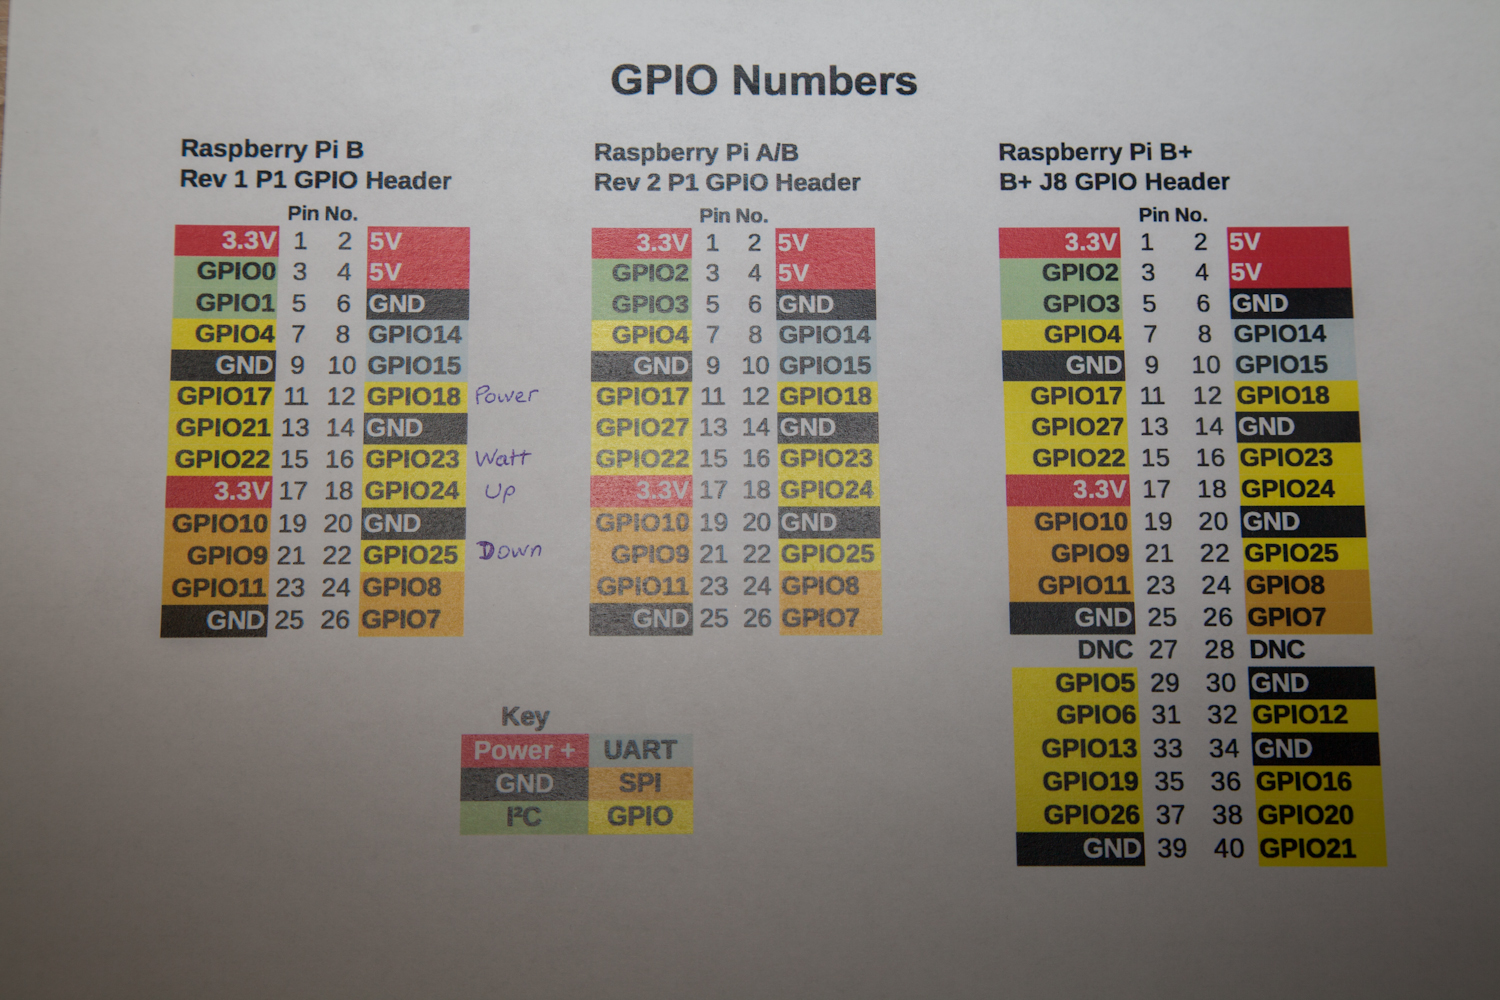 GPIO Numbers
Raspberry Pi B
Rev 1 P1 GPIO Header
Pin No.
3.3V 1 2 5V
GPIO0 3 4 5V
GPIO1 5 6 GND
GPIO4 7 8 GPIO14
GND 9 10 GPIO15
GPIO17 11 12 GPIO18 Power
GPIO21 13 14 GND
GPIO22 15 16 GPIO23 Watt
3.3V 17 18 GPIO24 Up
GPIO10 19 20 GND
GPIO9 21 22 GPIO25 Down
GPIO11 23 24 GPIO8
GND 25 26 GPIO7
Raspberry Pi A/B
Rev 2 P1 GPIO Header
Pin No.
3.3V 1 2 5V
GPIO2 3 4 5V
GPIO3 5 6 GND
GPIO4 7 8 GPIO14
GND 9 10 GPIO15
GPIO17 11 12 GPIO18
GPIO27 13 14 GND
GPIO22 15 16 GPIO23
3.3V 17 18 GPIO24
GPIO10 19 20 GND
GPIO9 21 22 GPIO25
GPIO11 23 24 GPIO8
GND 25 26 GPIO7
Raspberry Pi B+
B+ J8 GPIO Header
Pin No.
3.3V 1 2 5V
GPIO2 3 4 5V
GPIO3 5 6 GND
GPIO4 7 8 GPIO14
GND 9 10 GPIO15
GPIO17 11 12 GPIO18
GPIO27 13 14 GND
GPIO22 15 16 GPIO23
3.3V 17 18 GPIO24
GPIO10 19 20 GND
GPIO9 21 22 GPIO25
GPIO11 23 24 GPIO8
GND 25 26 GPIO7
DNC 27 28 DNC
GPIO5 29 30 GND
GPIO6 31 32 GPIO12
GPIO13 33 34 GND
GPIO19 35 36 GPIO16
GPIO26 37 38 GPIO20
GND 39 40 GPIO21
Key
Power + UART
GND SPI
I²C GPIO